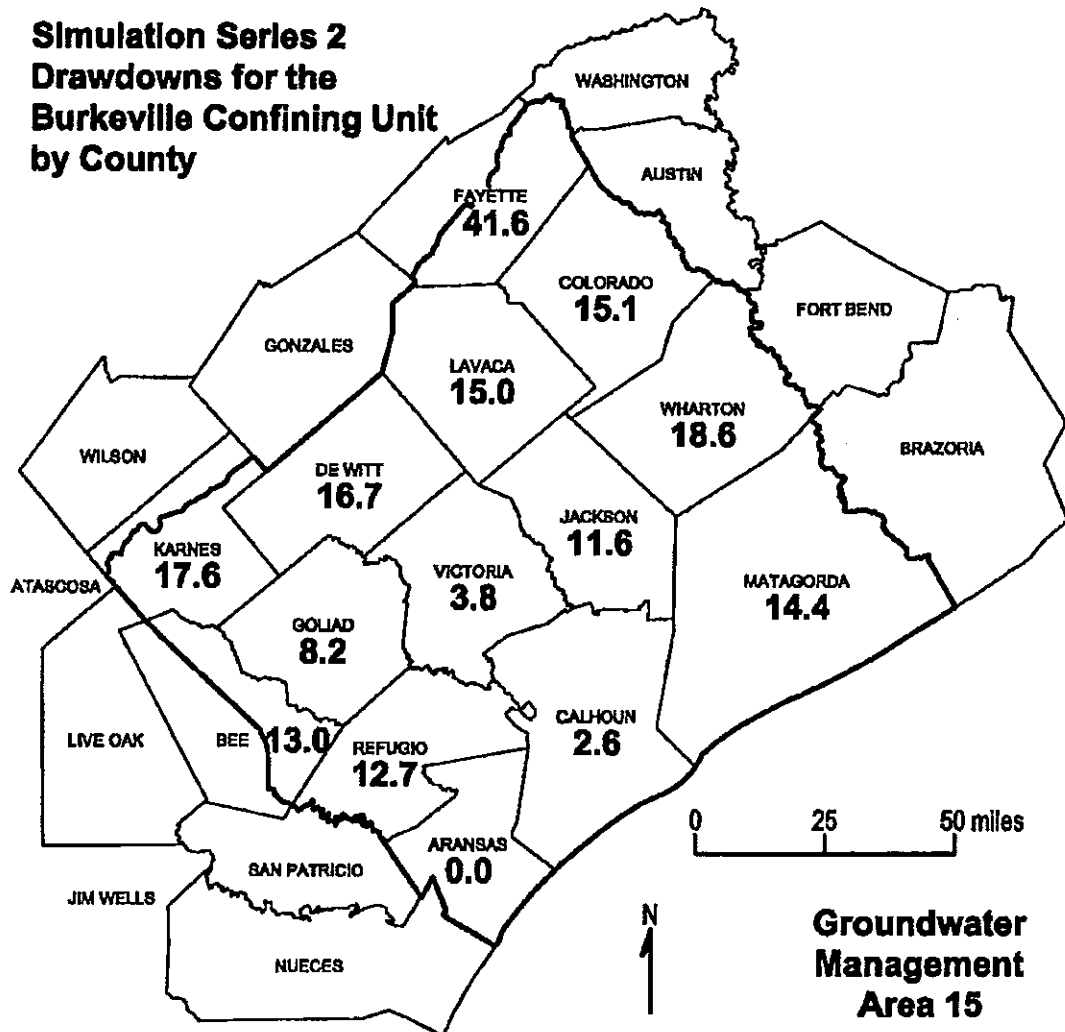 Simulation Series 2
Drawdowns for the
Burkeville Confining Unit
by County
WASHINGTON
AUSTIN
FAYETTE
41.6
COLORADO
15.1
FORT BEND
GONZALES
LAVACA
15.0
WHARTON
18.6
BRAZORIA
WILSON
DE WITT
16.7
JACKSON
11.6
KARNES
17.6
VICTORIA
3.8
MATAGORDA
14.4
ATASCOSA
GOLIAD
8.2
CALHOUN
2.6
LIVE OAK
BEE
13.0
REFUGIO
12.7
0 25 50 miles
ARANSAS
0.0
SAN PATRICIO
JIM WELLS
NUECES
N
Groundwater
Management
Area 15